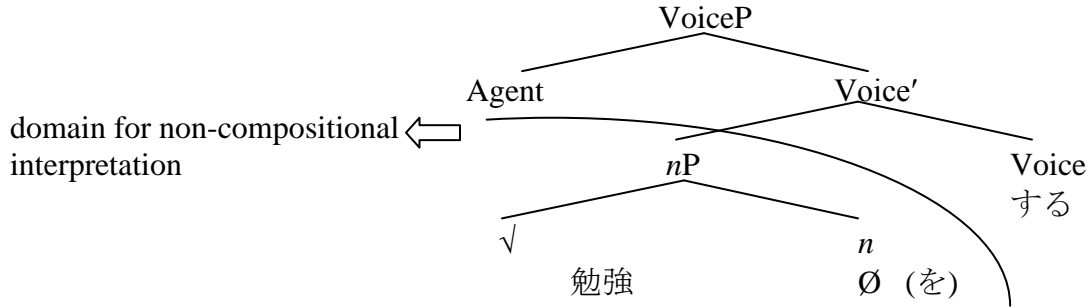 VoiceP
Agent Voice′
domain for non-compositional
interpretation
nP Voice
する
√ n
勉強 Ø (を)